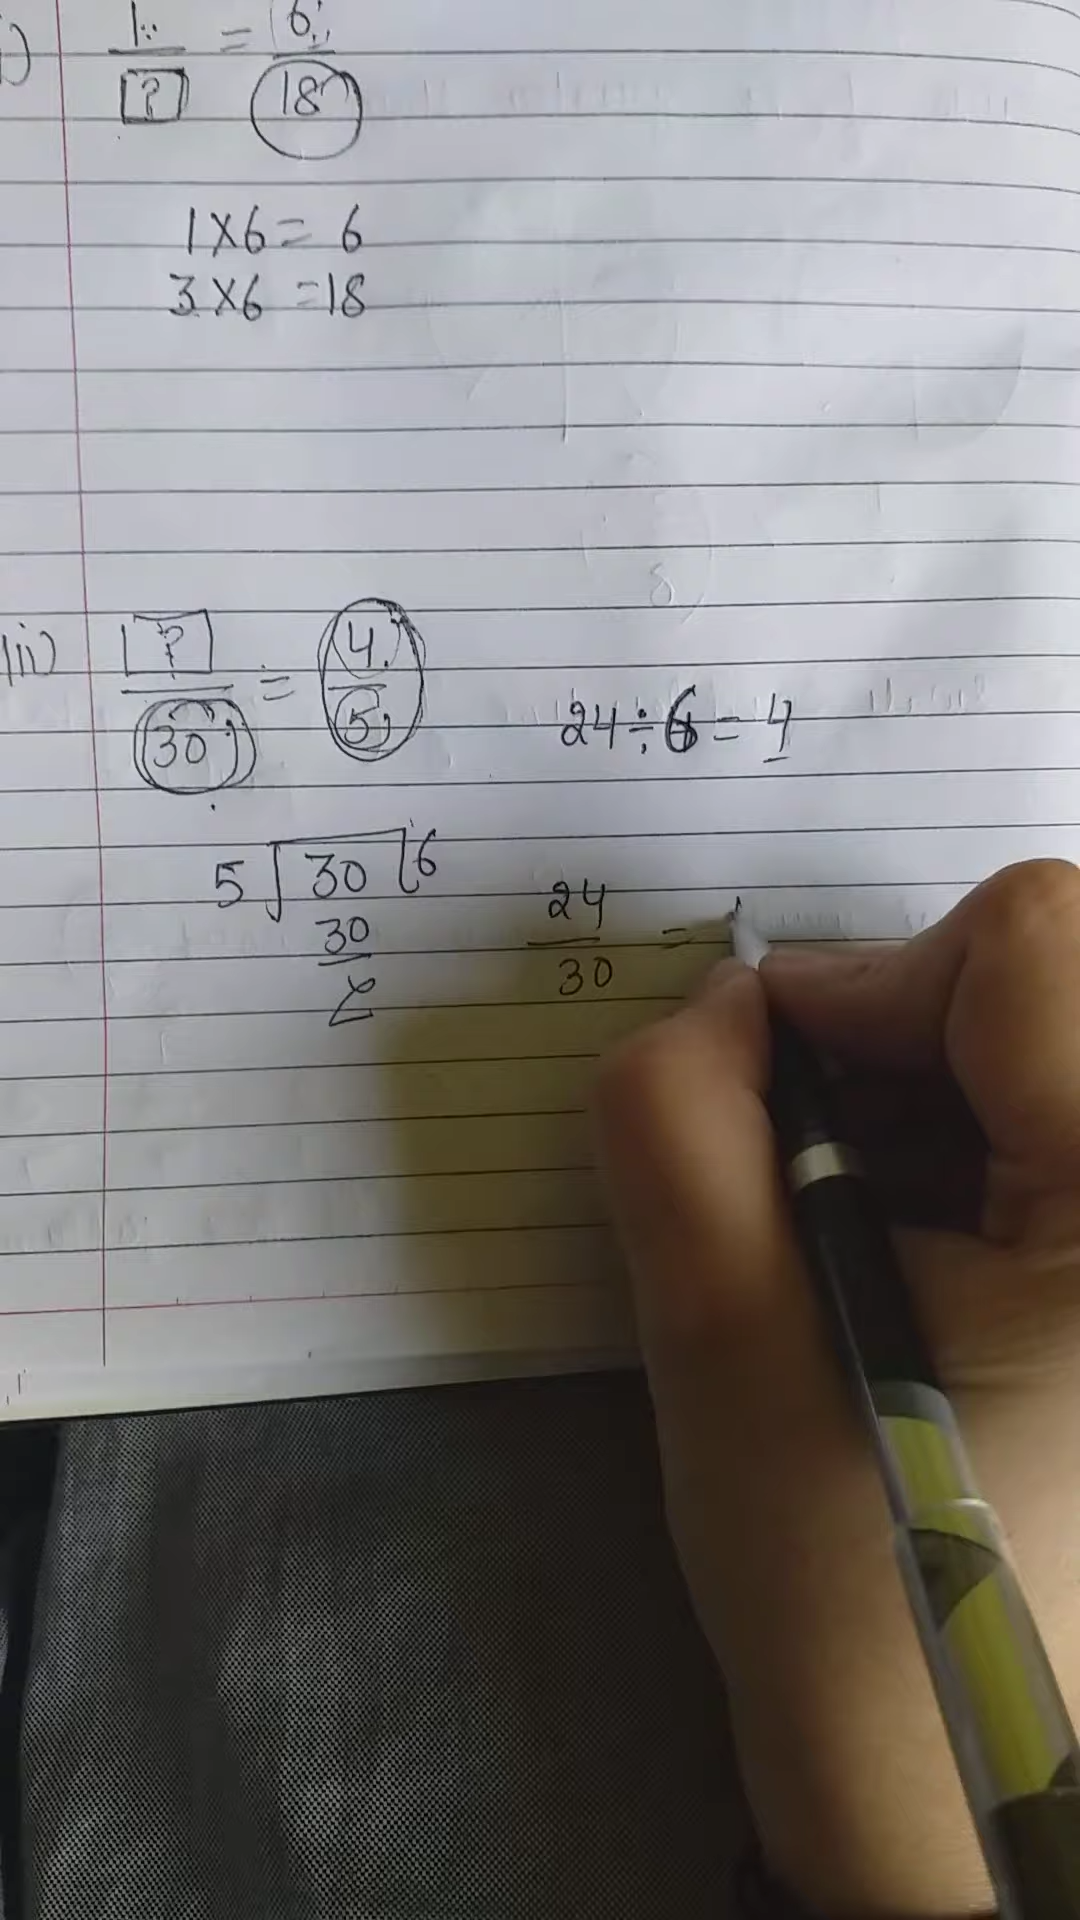 1 = 6
[?] 18
1×6 = 6
3×6 = 18
iii) [?] = 4
30 5
24÷6 = 4
5 30 6
30
24 =
30